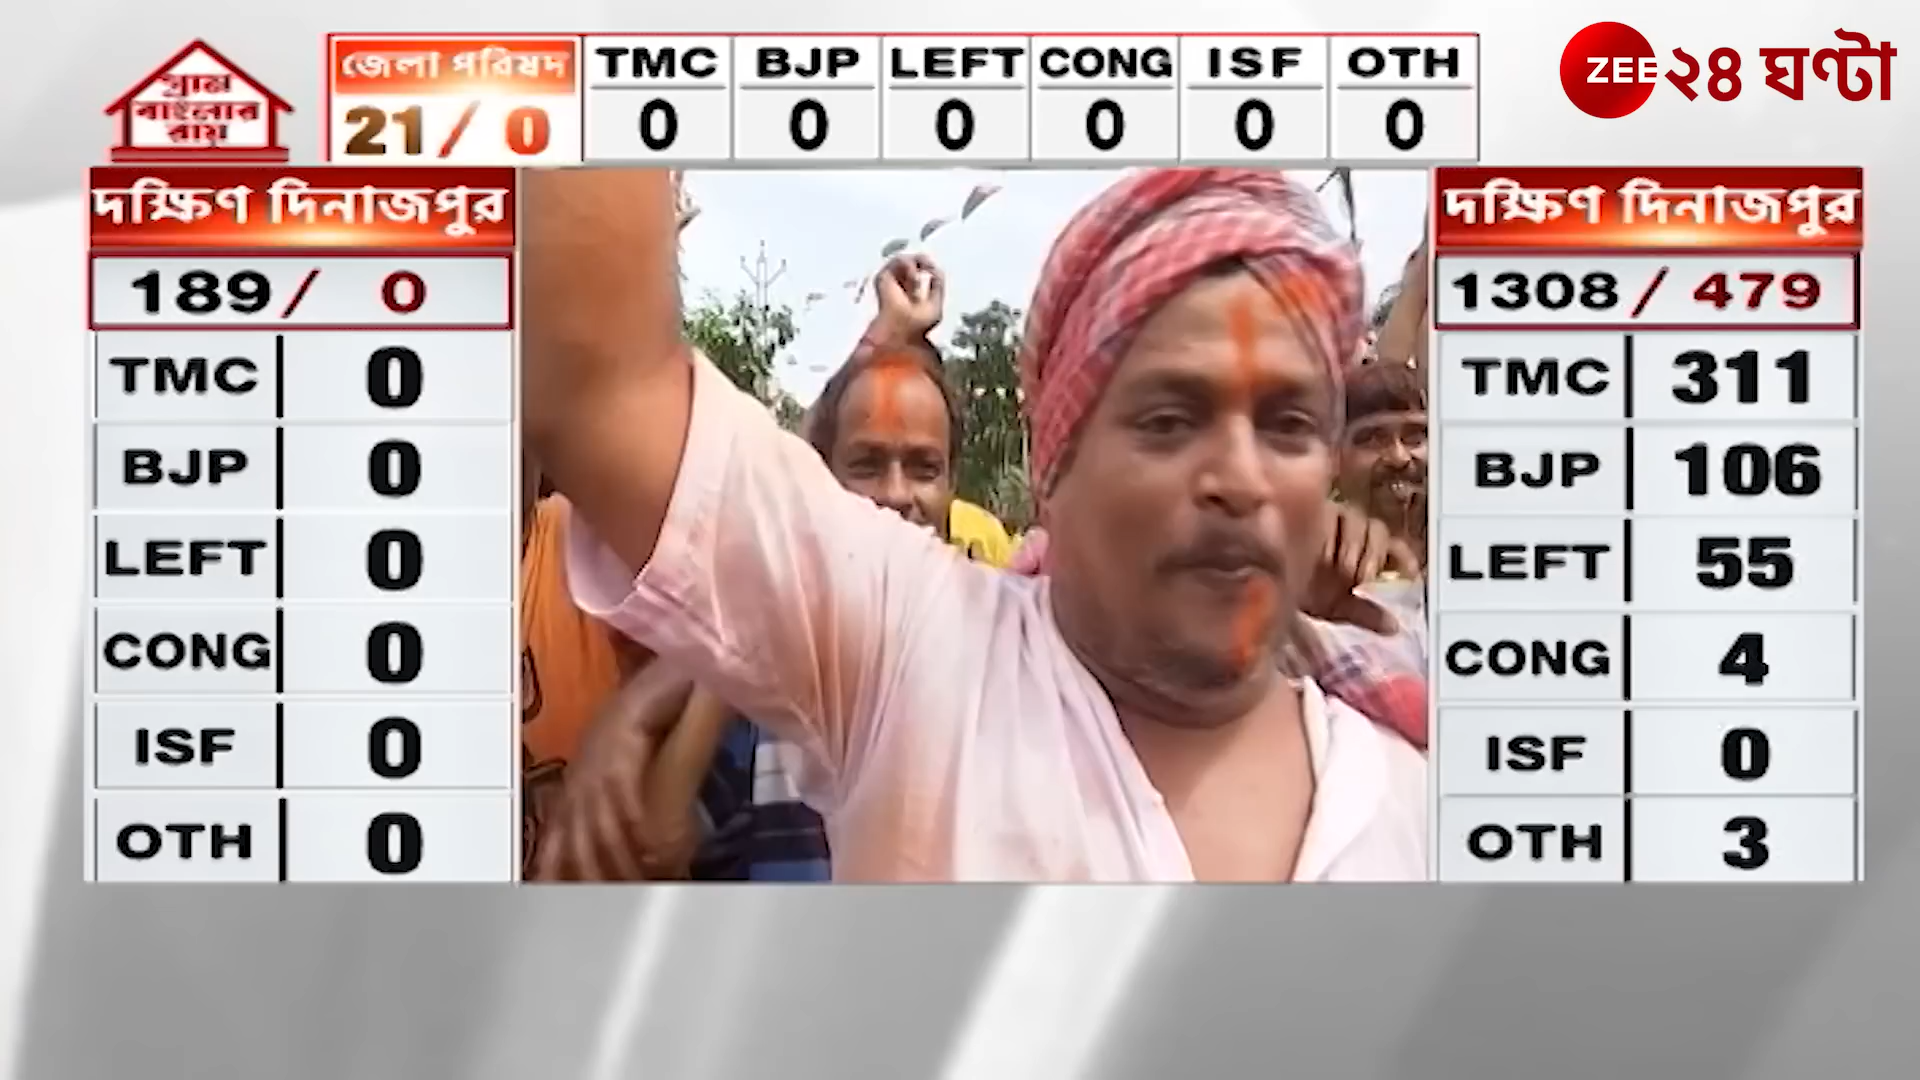 গ্রাম
বাংলার
রায়
জেলা পরিষদ
21 / 0
TMC BJP LEFT CONG ISF OTH
0 0 0 0 0 0
ZEE ২৪ ঘণ্টা
দক্ষিণ দিনাজপুর
189 / 0
TMC 0
BJP 0
LEFT 0
CONG 0
ISF 0
OTH 0
দক্ষিণ দিনাজপুর
1308 / 479
TMC 311
BJP 106
LEFT 55
CONG 4
ISF 0
OTH 3